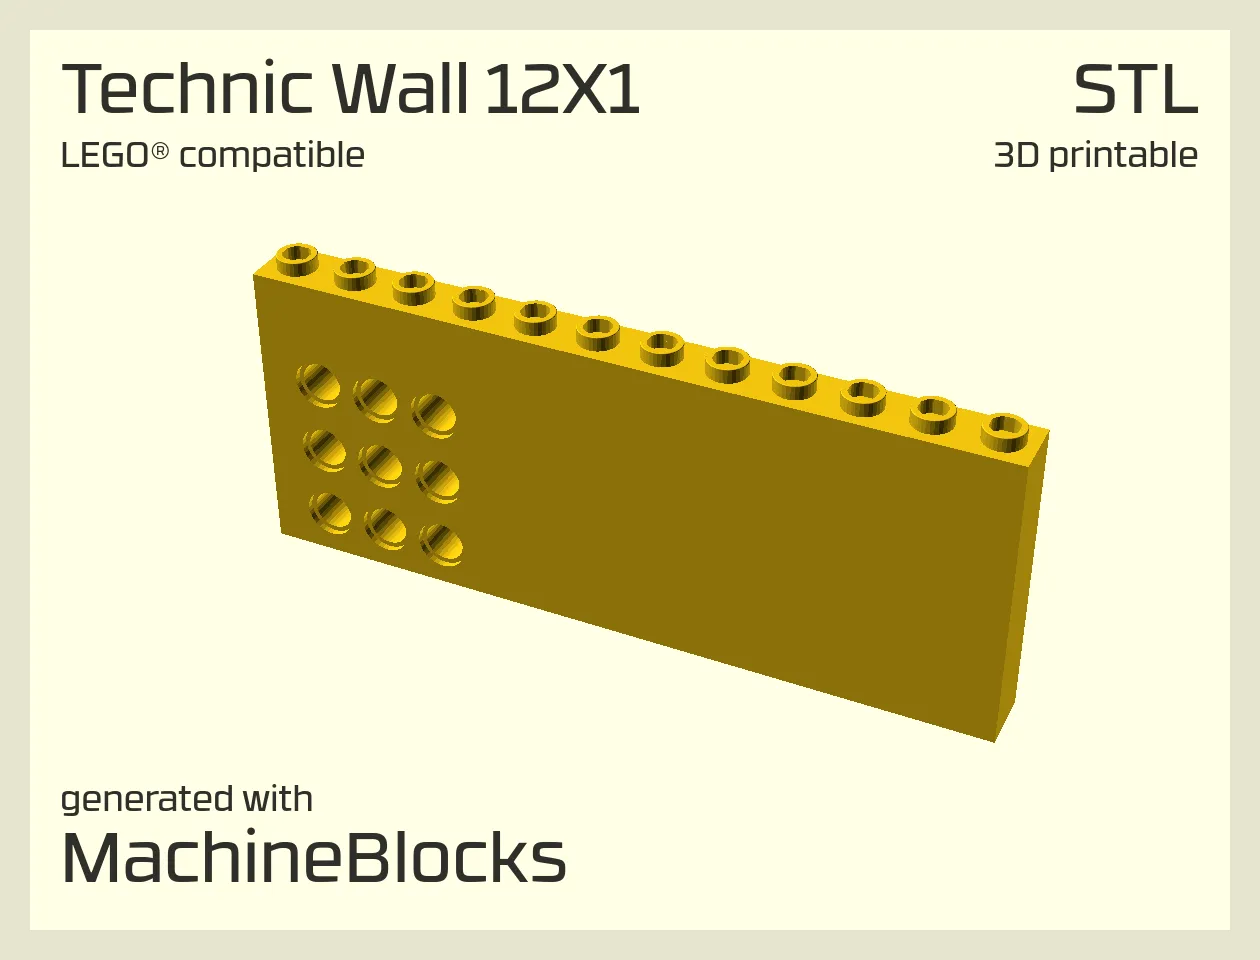 Technic Wall 12X1
STL
LEGO® compatible
3D printable
generated with
MachineBlocks